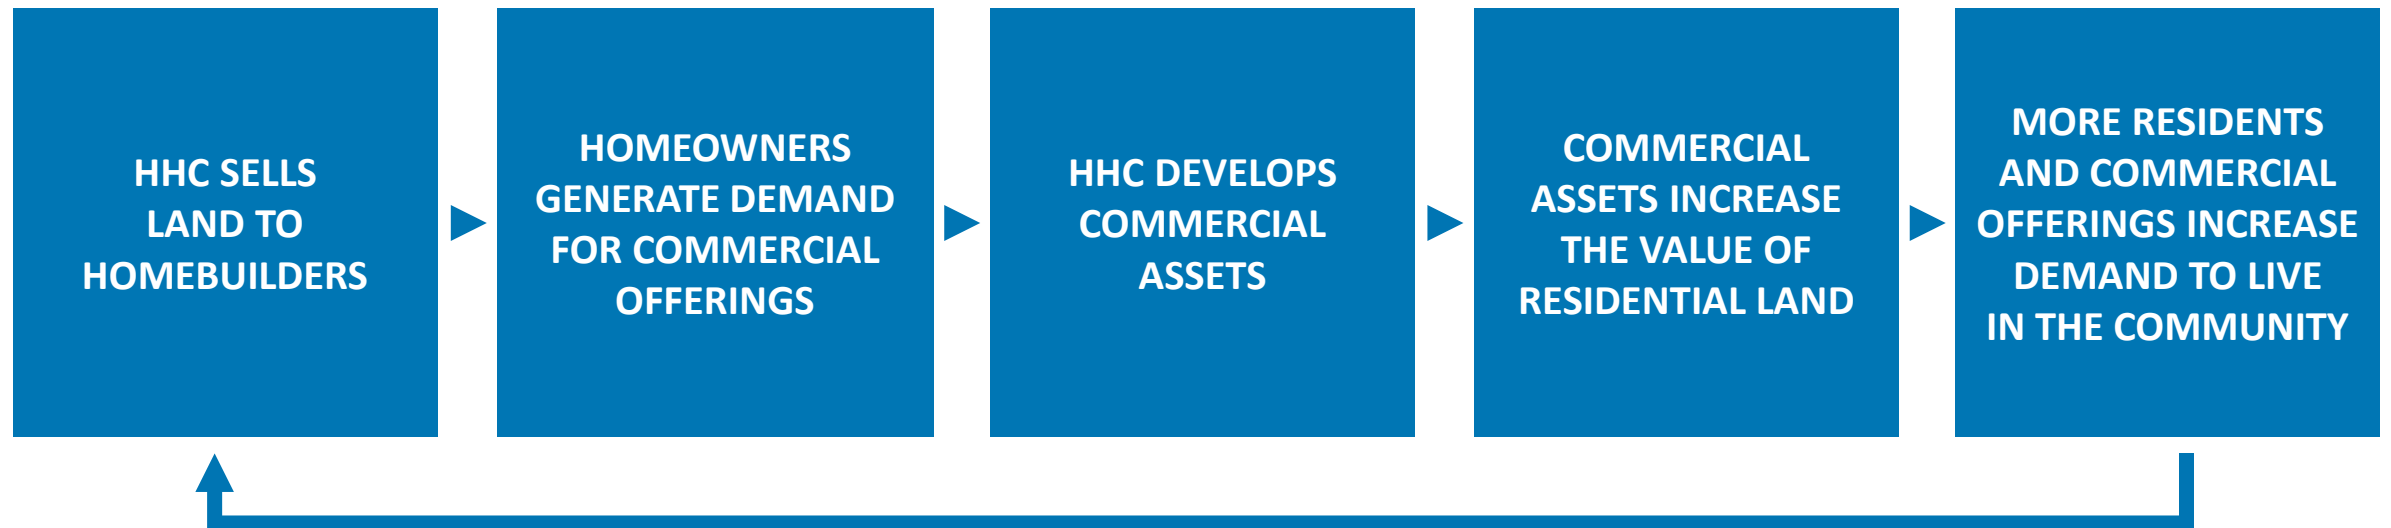 HHC SELLS
LAND TO
HOMEBUILDERS
HOMEOWNERS
GENERATE DEMAND
FOR COMMERCIAL
OFFERINGS
HHC DEVELOPS
COMMERCIAL
ASSETS
COMMERCIAL
ASSETS INCREASE
THE VALUE OF
RESIDENTIAL LAND
MORE RESIDENTS
AND COMMERCIAL
OFFERINGS INCREASE
DEMAND TO LIVE
IN THE COMMUNITY